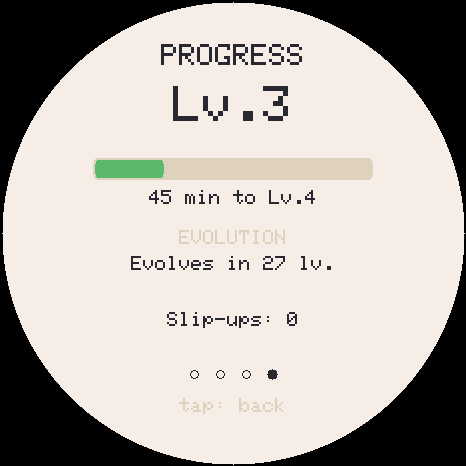 PROGRESS
Lv.3
45 min to Lv.4
EVOLUTION
Evolves in 27 lv.
Slip-ups: 0
tap: back